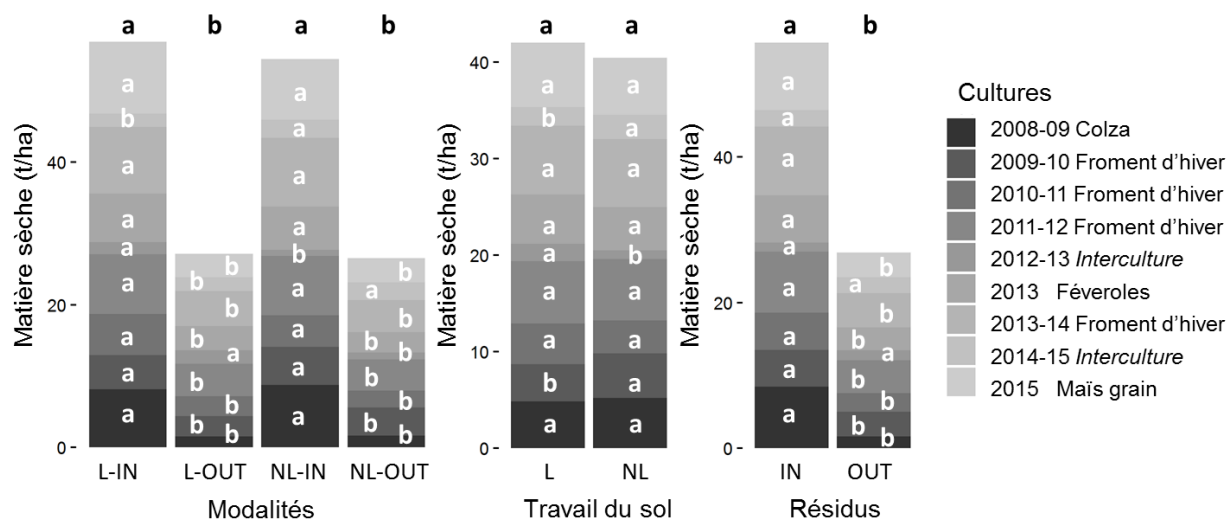 a b a b
a a
a b
Matière sèche (t/ha)
40
20
0
a
b
a
a
a
a
a
a
a
b
b
b
b
a
b
b
b
b
a
a
a
a
b
a
a
a
a
b
a
b
b
b
b
b
b
b
L-IN L-OUT NL-IN NL-OUT
Modalités
Matière sèche (t/ha)
40
30
20
10
0
a
b
a
a
a
a
a
b
a
a
a
a
a
b
a
a
a
a
L NL
Travail du sol
Matière sèche (t/ha)
40
20
0
a
a
a
a
a
a
a
a
a
b
a
b
b
a
b
b
b
b
IN OUT
Résidus
Cultures
2008-09 Colza
2009-10 Froment d'hiver
2010-11 Froment d'hiver
2011-12 Froment d'hiver
2012-13 Interculture
2013 Féveroles
2013-14 Froment d'hiver
2014-15 Interculture
2015 Maïs grain